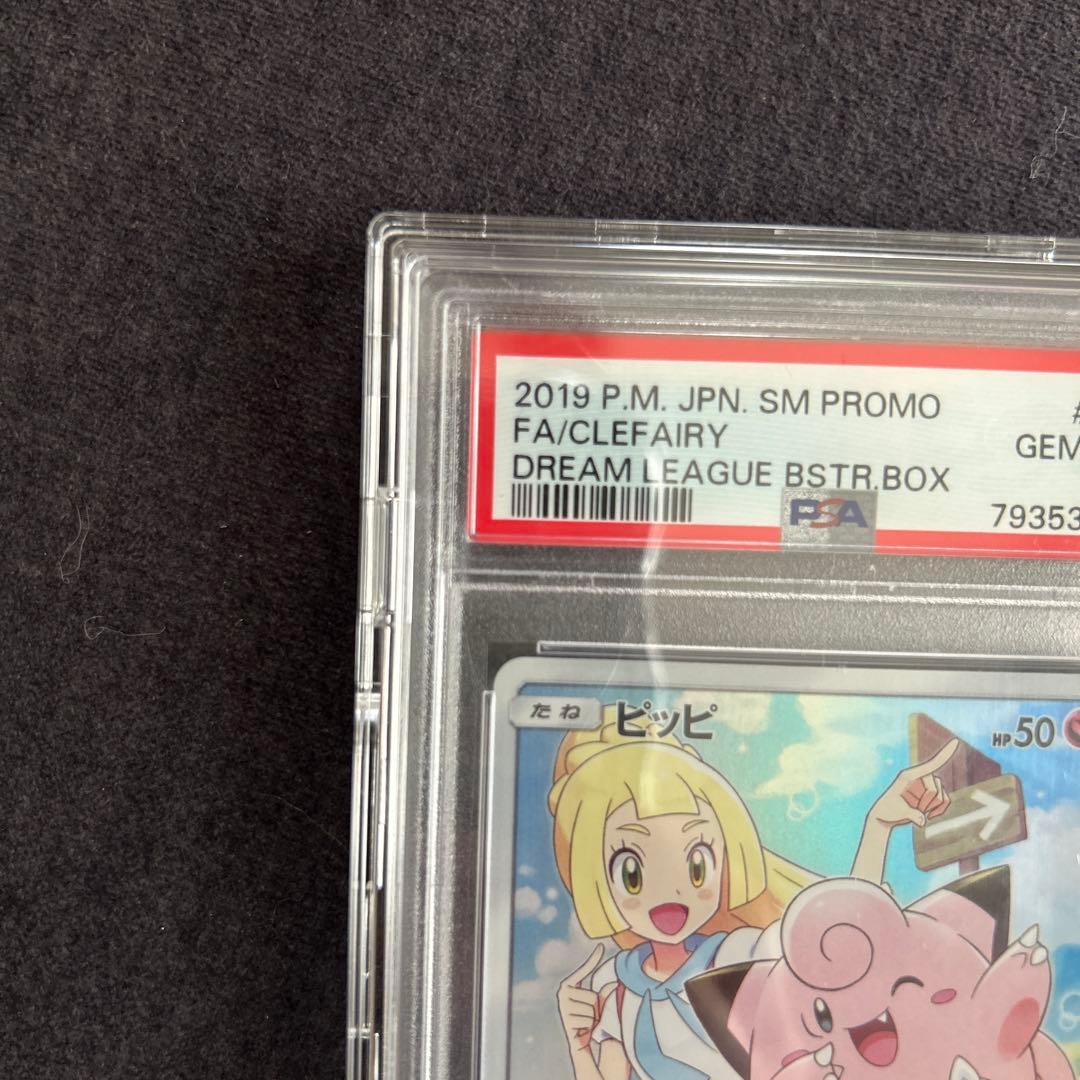 2019 P.M. JPN. SM PROMO #
FA/CLEFAIRY GEM
DREAM LEAGUE BSTR.BOX
PSA 79353
たね ピッピ HP50